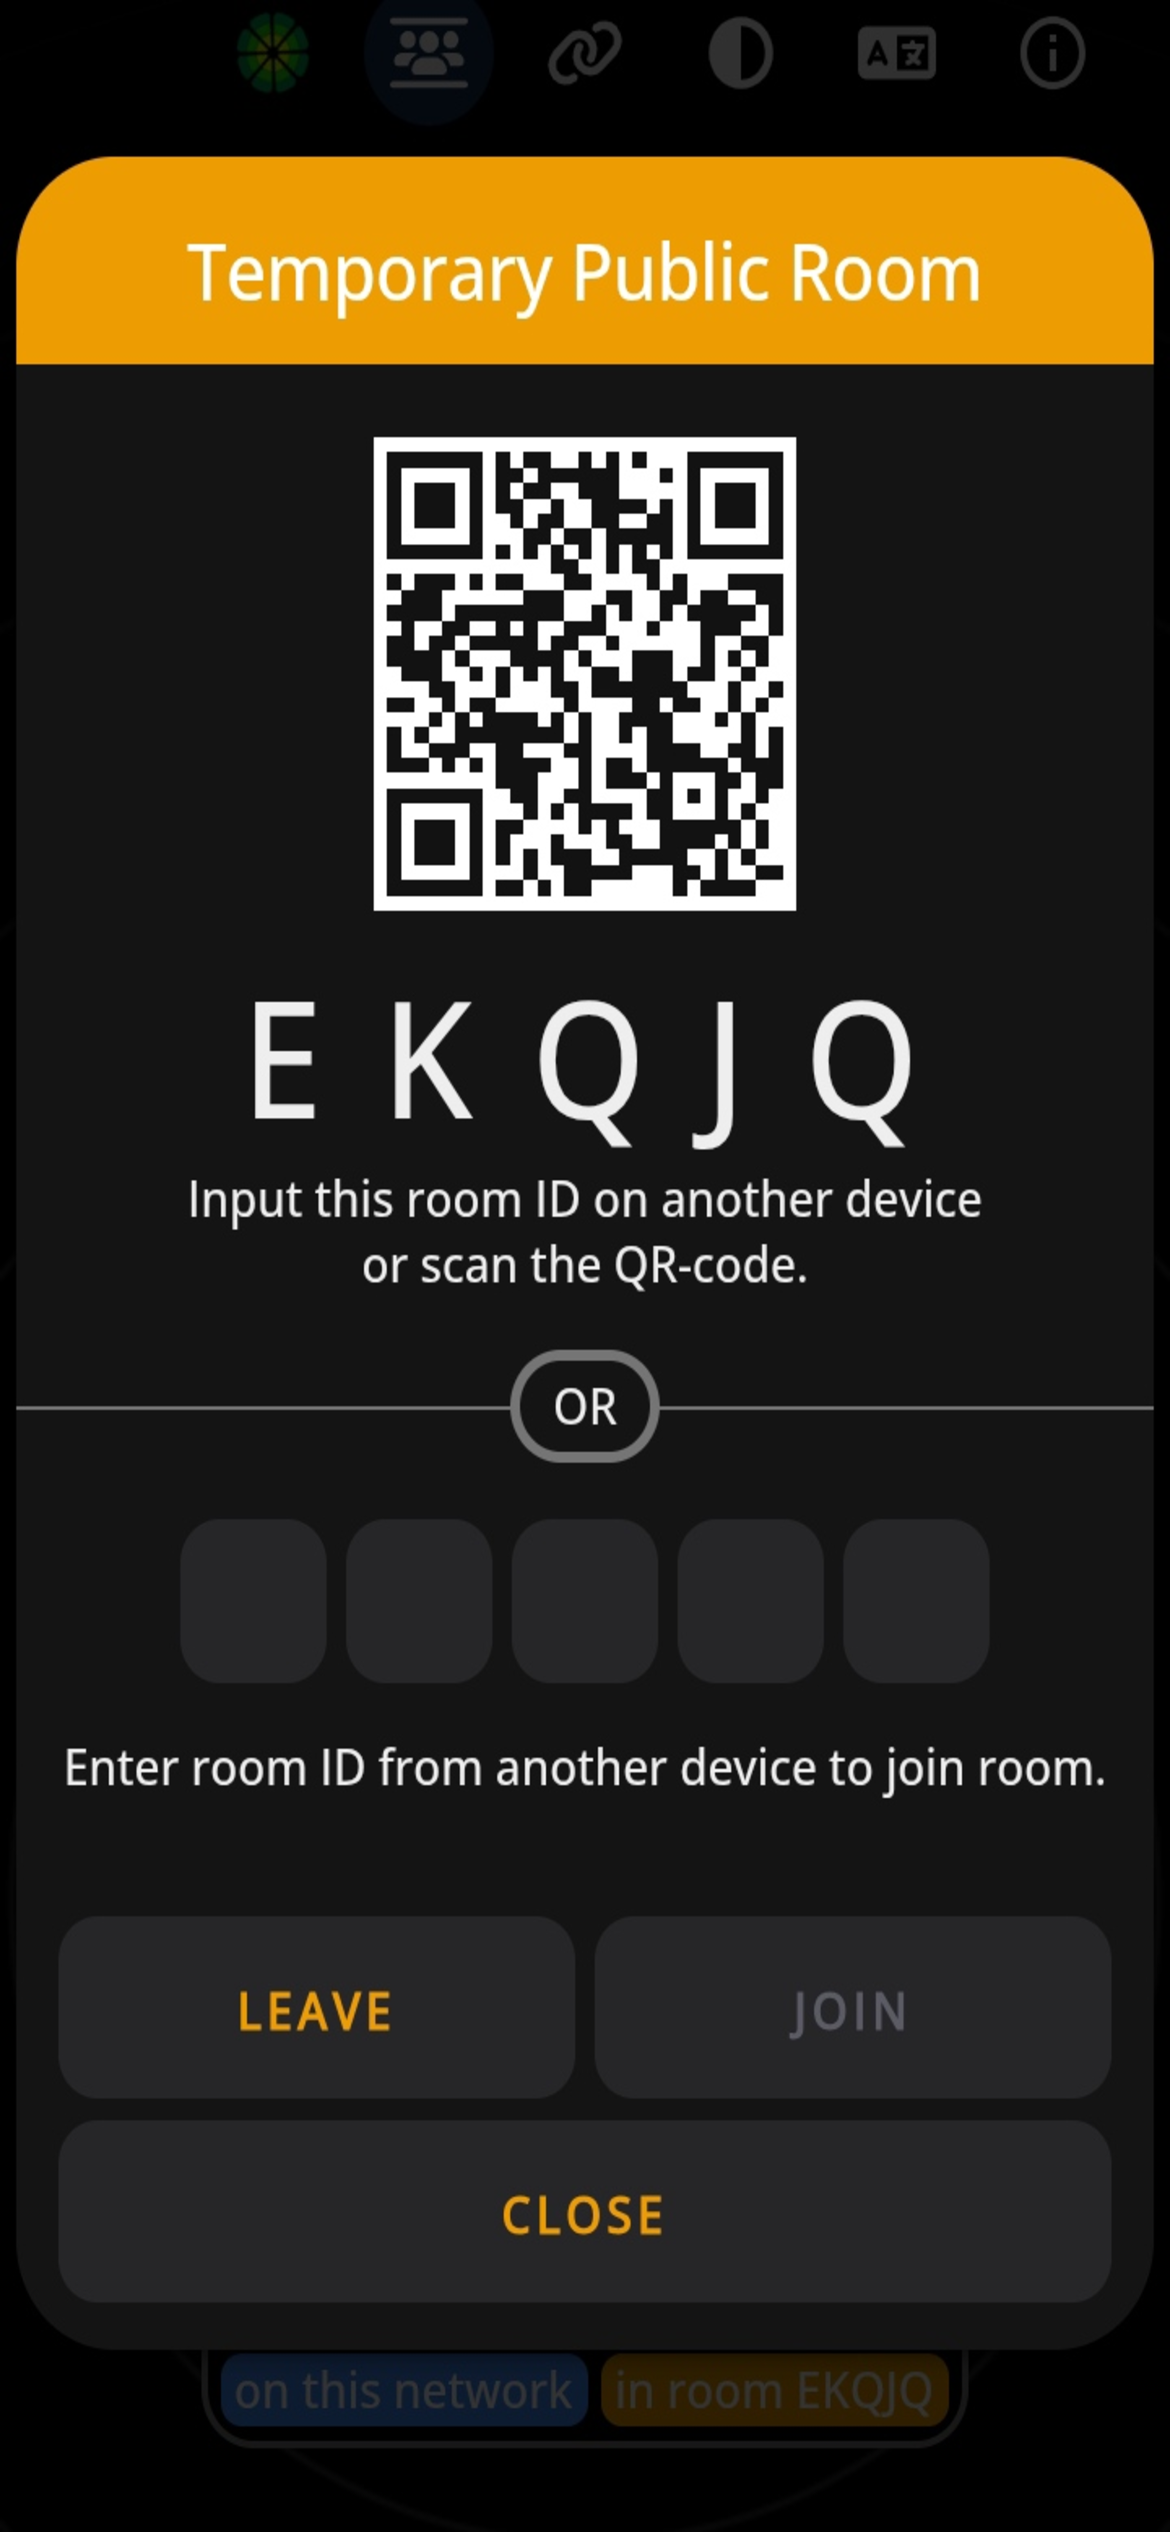 A 文
Temporary Public Room
E K Q J Q
Input this room ID on another device
or scan the QR-code.
OR
Enter room ID from another device to join room.
LEAVE
JOIN
CLOSE
on this network
in room EKQJQ